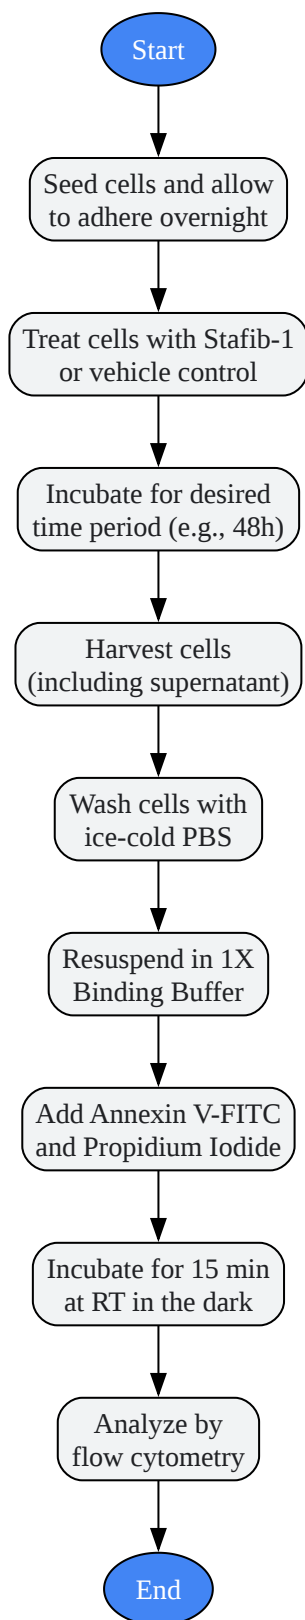 Start
Seed cells and allow
to adhere overnight
Treat cells with Stafib-1
or vehicle control
Incubate for desired
time period (e.g., 48h)
Harvest cells
(including supernatant)
Wash cells with
ice-cold PBS
Resuspend in 1X
Binding Buffer
Add Annexin V-FITC
and Propidium Iodide
Incubate for 15 min
at RT in the dark
Analyze by
flow cytometry
End